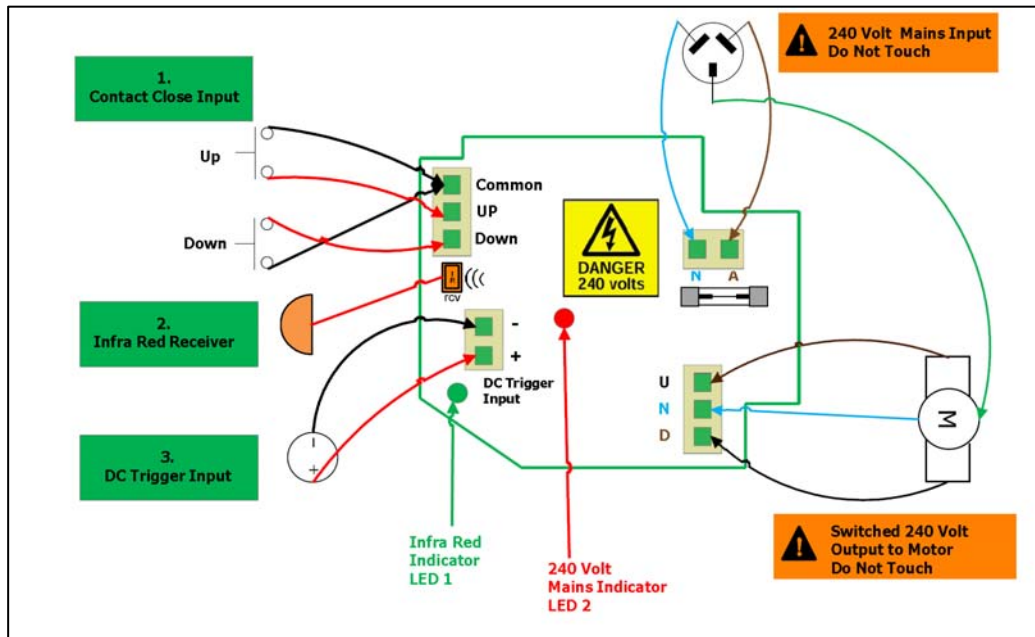 1.
Contact Close Input
Up
Down
Common
UP
Down
I
R
rcv
2.
Infra Red Receiver
-
+
DC Trigger
Input
3.
DC Trigger Input
-
+
Infra Red
Indicator
LED 1
240 Volt
Mains Indicator
LED 2
DANGER
240 volts
240 Volt Mains Input
Do Not Touch
N A
U
N
D
M
Switched 240 Volt
Output to Motor
Do Not Touch